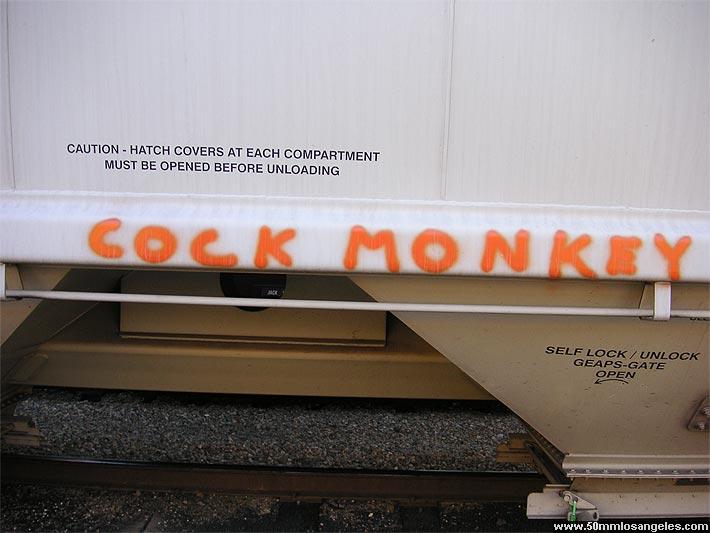 CAUTION - HATCH COVERS AT EACH COMPARTMENT
MUST BE OPENED BEFORE UNLOADING
COCK MONKEY
JACK
SELF LOCK / UNLOCK
GEAPS-GATE
OPEN
www.50mmlosangeles.com